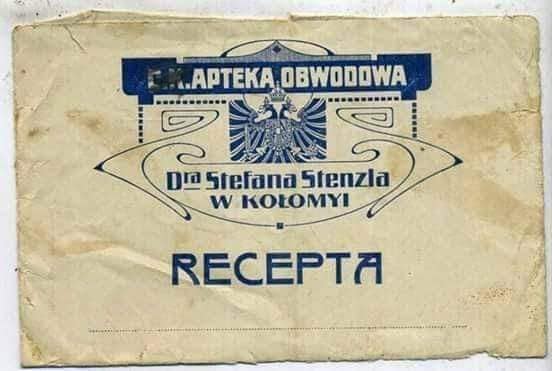 C.K. APTEKA OBWODOWA
Dra Stefana Stenzla
W KOŁOMYI
RECEPTA